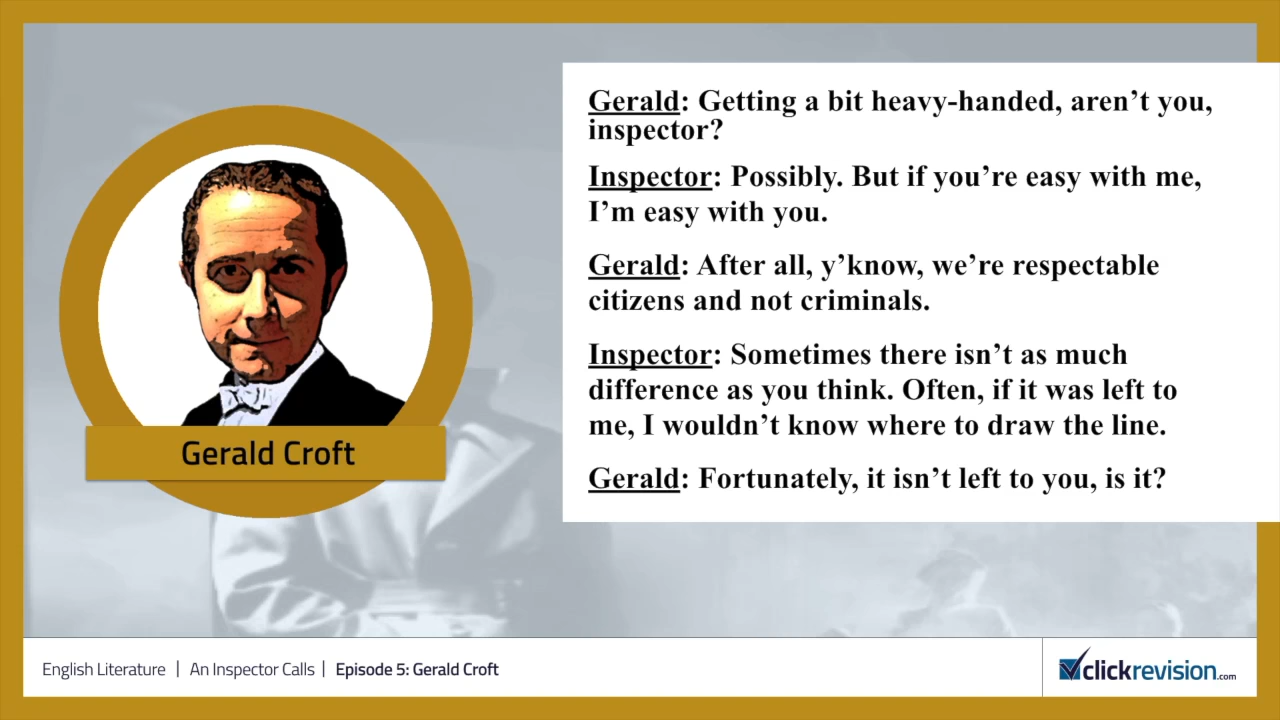 Gerald: Getting a bit heavy-handed, aren’t you,
inspector?
Inspector: Possibly. But if you’re easy with me,
I’m easy with you.
Gerald: After all, y’know, we’re respectable
citizens and not criminals.
Inspector: Sometimes there isn’t as much
difference as you think. Often, if it was left to
me, I wouldn’t know where to draw the line.
Gerald: Fortunately, it isn’t left to you, is it?
Gerald Croft
English Literature | An Inspector Calls | Episode 5: Gerald Croft
clickrevision.com